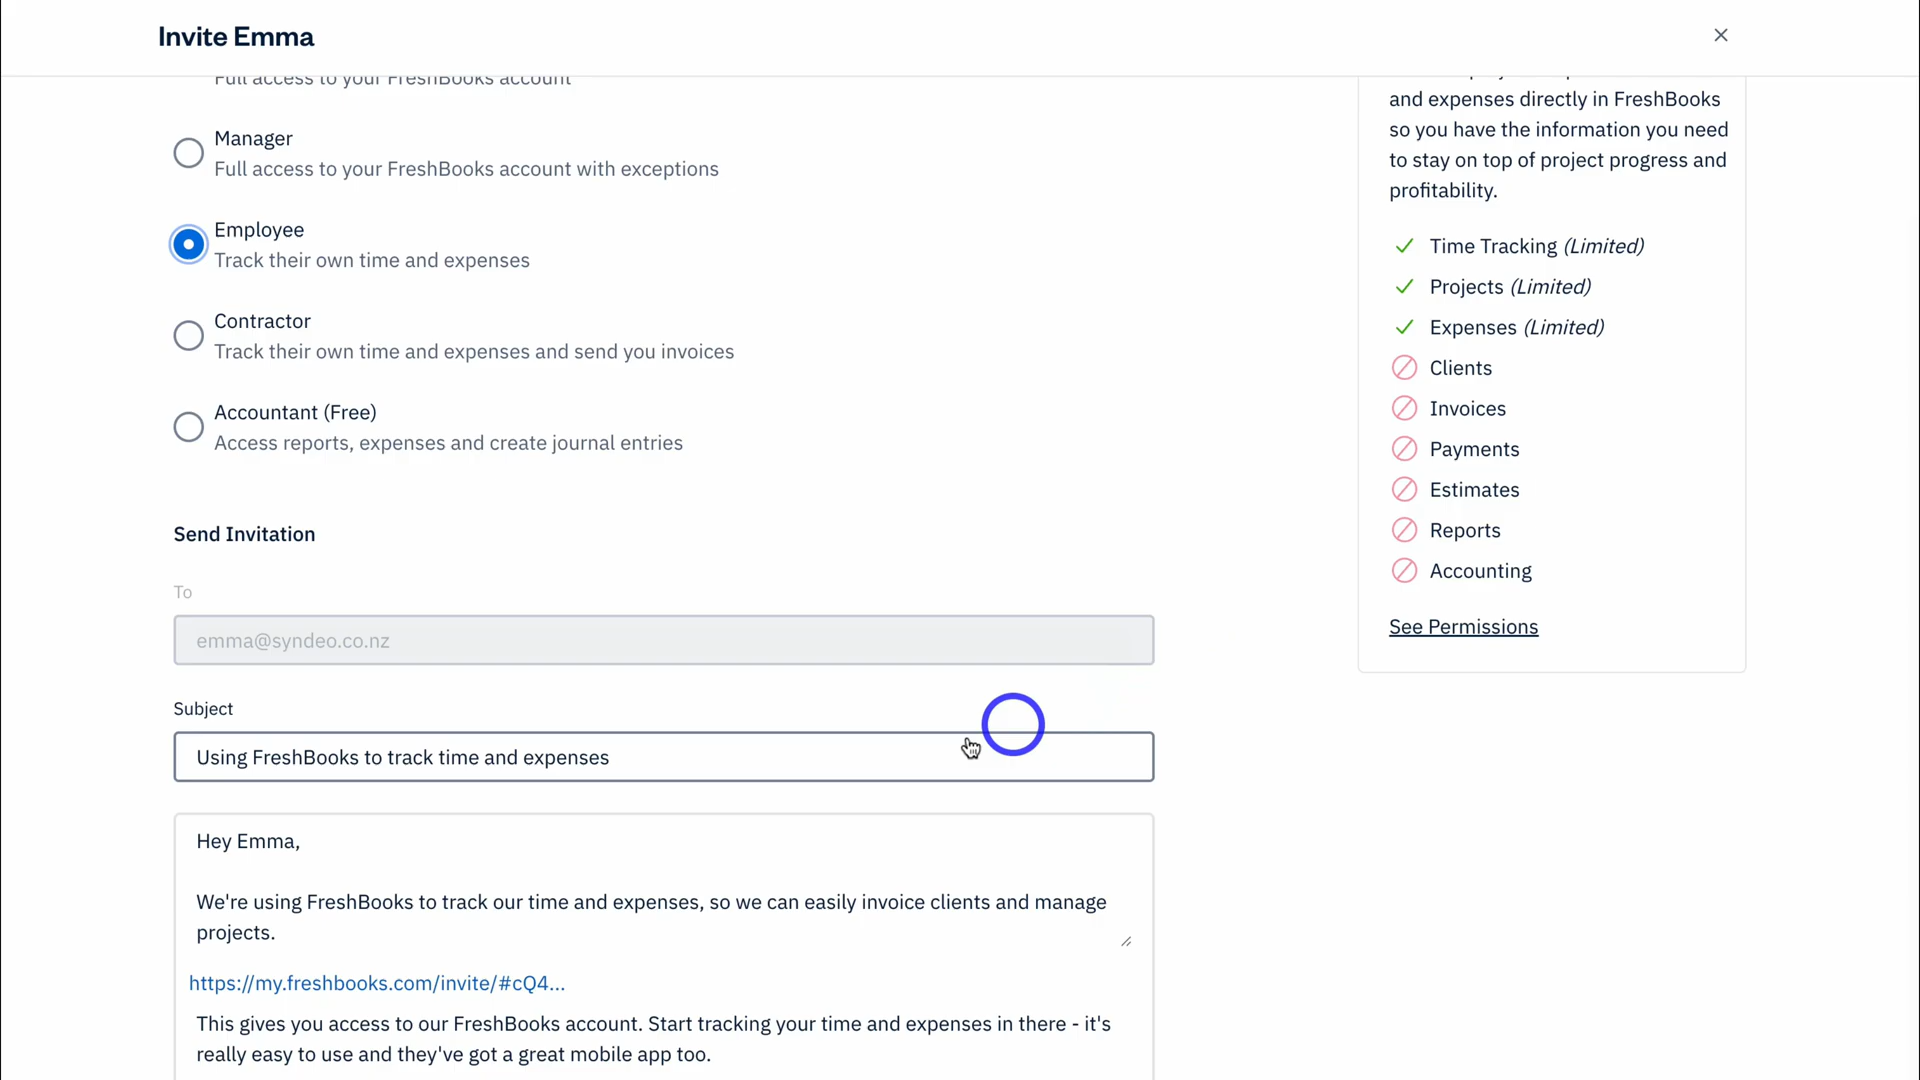 Invite Emma
Full access to your FreshBooks account
Manager
Full access to your FreshBooks account with exceptions
Employee
Track their own time and expenses
Contractor
Track their own time and expenses and send you invoices
Accountant (Free)
Access reports, expenses and create journal entries
Send Invitation
To
emma@syndeo.co.nz
Subject
Using FreshBooks to track time and expenses
Hey Emma,
We're using FreshBooks to track our time and expenses, so we can easily invoice clients and manage
projects.
https://my.freshbooks.com/invite/#cQ4...
This gives you access to our FreshBooks account. Start tracking your time and expenses in there - it's
really easy to use and they've got a great mobile app too.
and expenses directly in FreshBooks
so you have the information you need
to stay on top of project progress and
profitability.
Time Tracking (Limited)
Projects (Limited)
Expenses (Limited)
Clients
Invoices
Payments
Estimates
Reports
Accounting
See Permissions